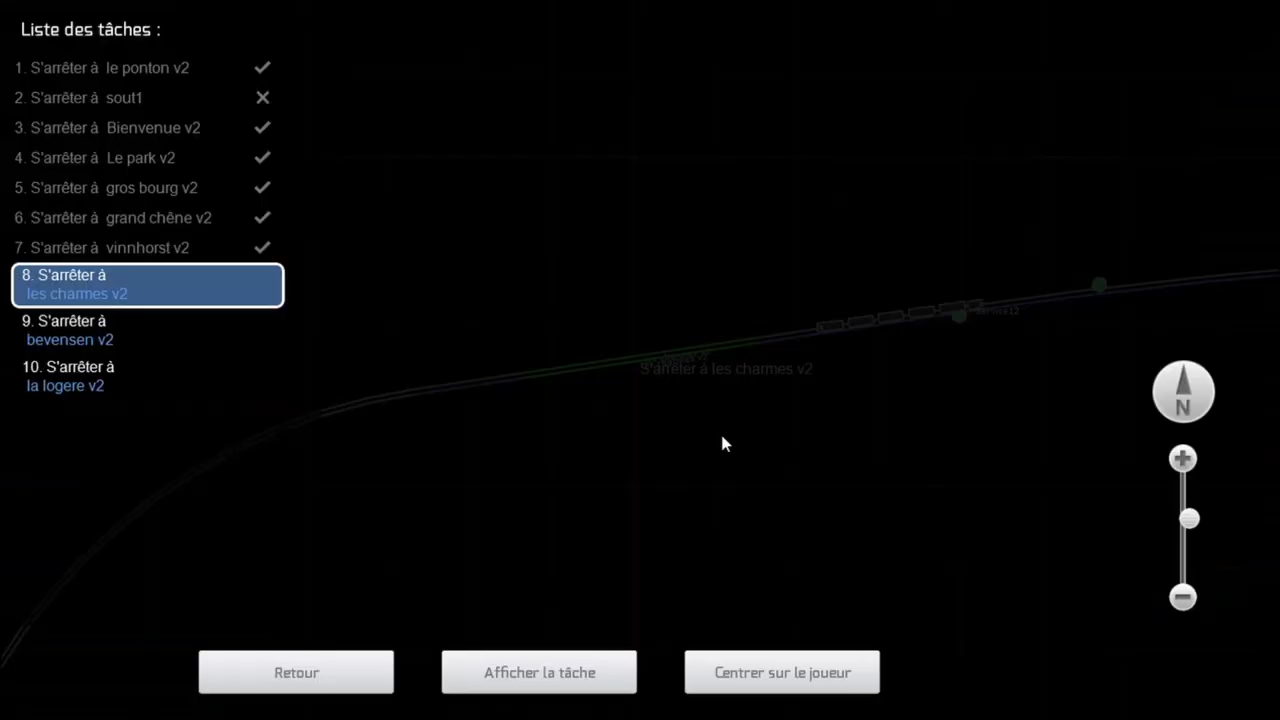 Liste des tâches :
1. S'arrêter à le ponton v2
2. S'arrêter à sout1
3. S'arrêter à Bienvenue v2
4. S'arrêter à Le park v2
5. S'arrêter à gros bourg v2
6. S'arrêter à grand chêne v2
7. S'arrêter à vinnhorst v2
8. S'arrêter à
les charmes v2
9. S'arrêter à
bevensen v2
10. S'arrêter à
la logere v2
S'arrêter à les charmes v2
N
Retour
Afficher la tâche
Centrer sur le joueur